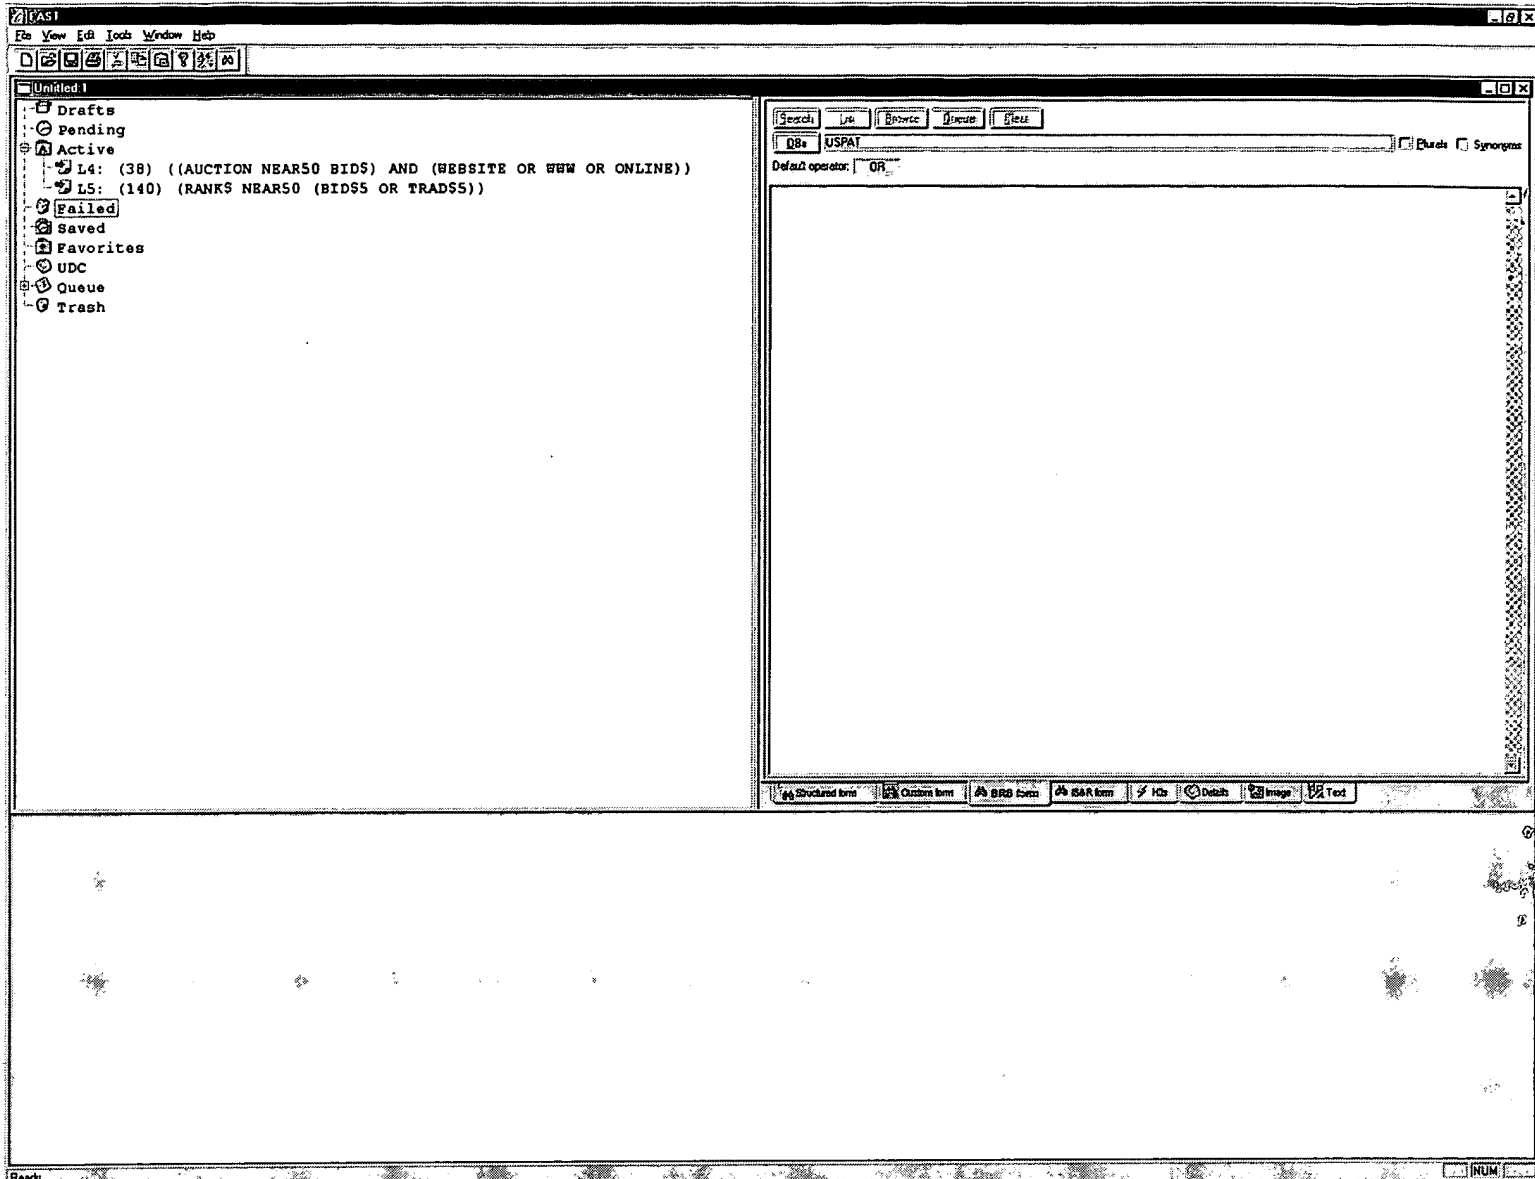 EAST
File View Edit Tools Window Help
Untitled:1
Drafts
Pending
Active
L4: (38) ((AUCTION NEAR50 BID$) AND (WEBSITE OR WWW OR ONLINE))
L5: (140) (RANK$ NEAR50 (BID$5 OR TRAD$5))
Failed
Saved
Favorites
UDC
Queue
Trash
Search List Browse Queue Clear
DBs USPAT Plurals Synonyms
Default operator: OR
Structured form Custom form BRS form IS&R form Hits Details Image Text
Ready NUM